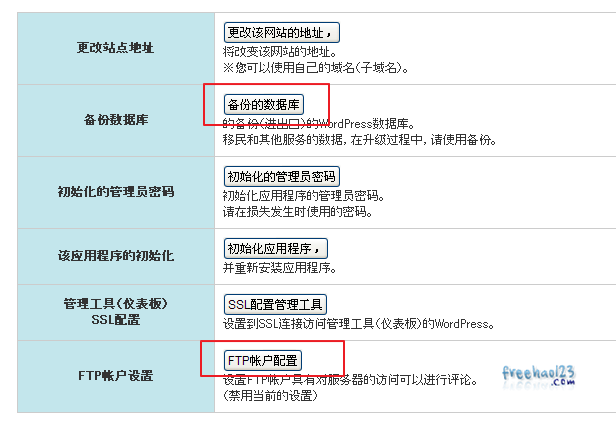 更改站点地址
更改该网站的地址，
将改变该网站的地址。
※您可以使用自己的域名(子域名)。
备份数据库
备份的数据库
的备份(进出口)的WordPress数据库。
移民和其他服务的数据, 在升级过程中, 请使用备份。
初始化的管理员密码
初始化的管理员密码
初始化应用程序的管理员密码。
请在损失发生时使用的密码。
该应用程序的初始化
初始化应用程序，
并重新安装应用程序。
管理工具(仪表板)
SSL配置
SSL配置管理工具
设置到SSL连接访问管理工具(仪表板)的WordPress。
FTP帐户设置
FTP帐户配置
设置FTP帐户具有对服务器的访问可以进行评论。
(禁用当前的设置)
freehao123
.com